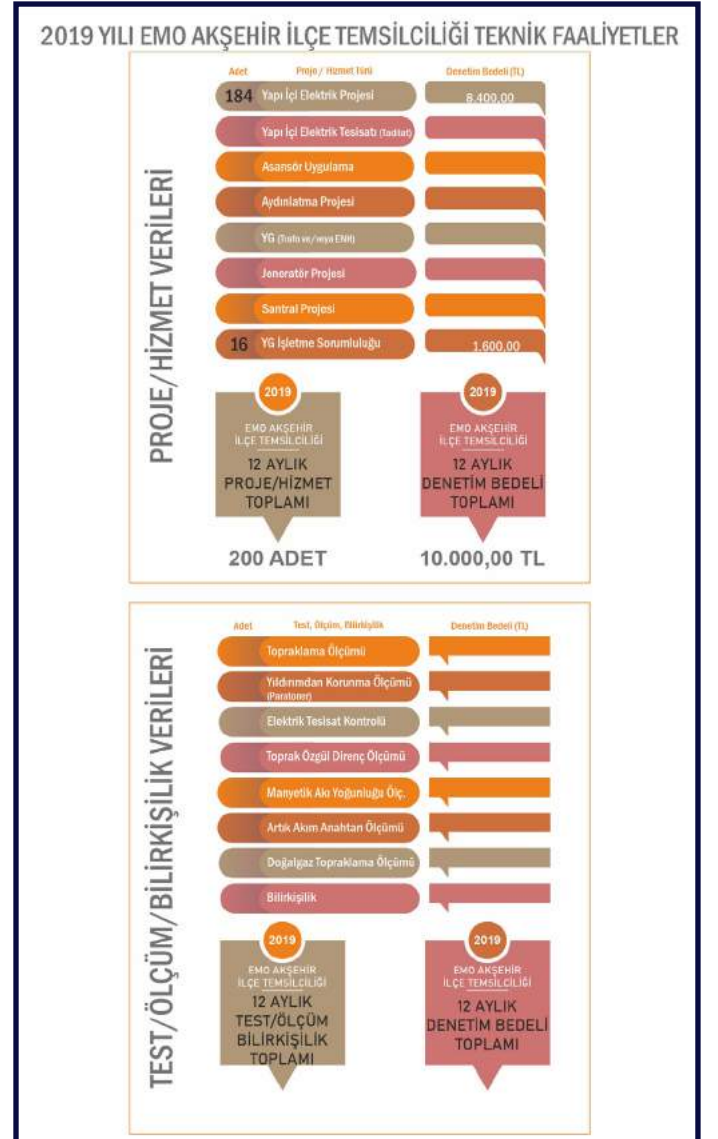 2019 YILI EMO AKŞEHİR İLÇE TEMSİLCİLİĞİ TEKNİK FAALİYETLER
PROJE/HİZMET VERİLERİ
Adet Proje / Hizmet Türü Denetim Bedeli (TL)
184 Yapı İçi Elektrik Projesi 8.400,00
Yapı İçi Elektrik Tesisatı (Tadilat)
Asansör Uygulama
Aydınlatma Projesi
YG (Trafo ve/veya ENH)
Jeneratör Projesi
Santral Projesi
16 YG İşletme Sorumluluğu 1.600,00
2019 2019
EMO AKŞEHİR EMO AKŞEHİR
İLÇE TEMSİLCİLİĞİ İLÇE TEMSİLCİLİĞİ
12 AYLIK 12 AYLIK
PROJE/HİZMET DENETİM BEDELİ
TOPLAMI TOPLAMI
200 ADET 10.000,00 TL
TEST/ÖLÇÜM/BİLİRKİŞİLİK VERİLERİ
Adet Test, Ölçüm, Bilirkişilik Denetim Bedeli (TL)
Topraklama Ölçümü
Yıldırımdan Korunma Ölçümü
(Paratoner)
Elektrik Tesisat Kontrolü
Toprak Özgül Direnç Ölçümü
Manyetik Akı Yoğunluğu Ölç.
Artık Akım Anahtarı Ölçümü
Doğalgaz Topraklama Ölçümü
Bilirkişilik
2019 2019
EMO AKŞEHİR EMO AKŞEHİR
İLÇE TEMSİLCİLİĞİ İLÇE TEMSİLCİLİĞİ
12 AYLIK 12 AYLIK
TEST/ÖLÇÜM DENETİM BEDELİ
BİLİRKİŞİLİK TOPLAMI
TOPLAMI